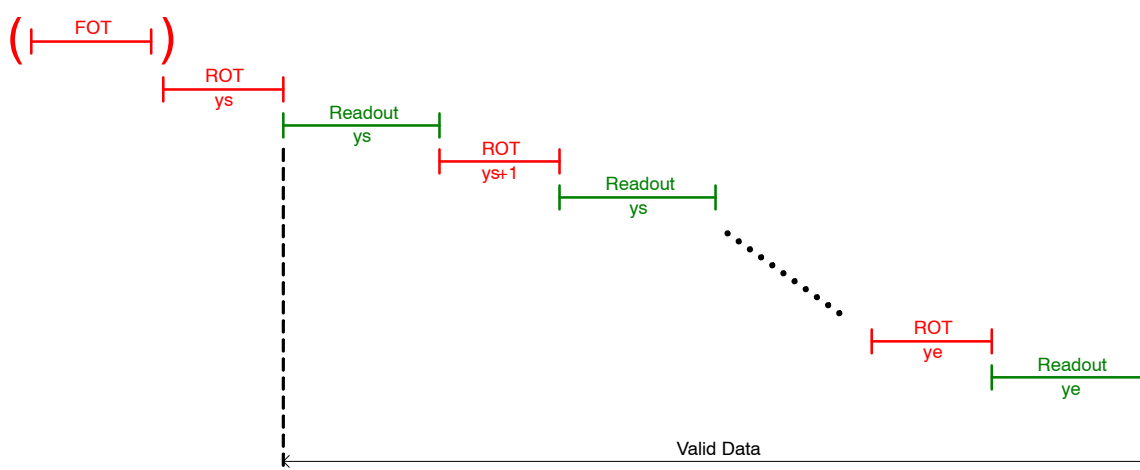 ( FOT )
ROT
ys
Readout
ys
ROT
ys+1
Readout
ys
ROT
ye
Readout
ye
Valid Data